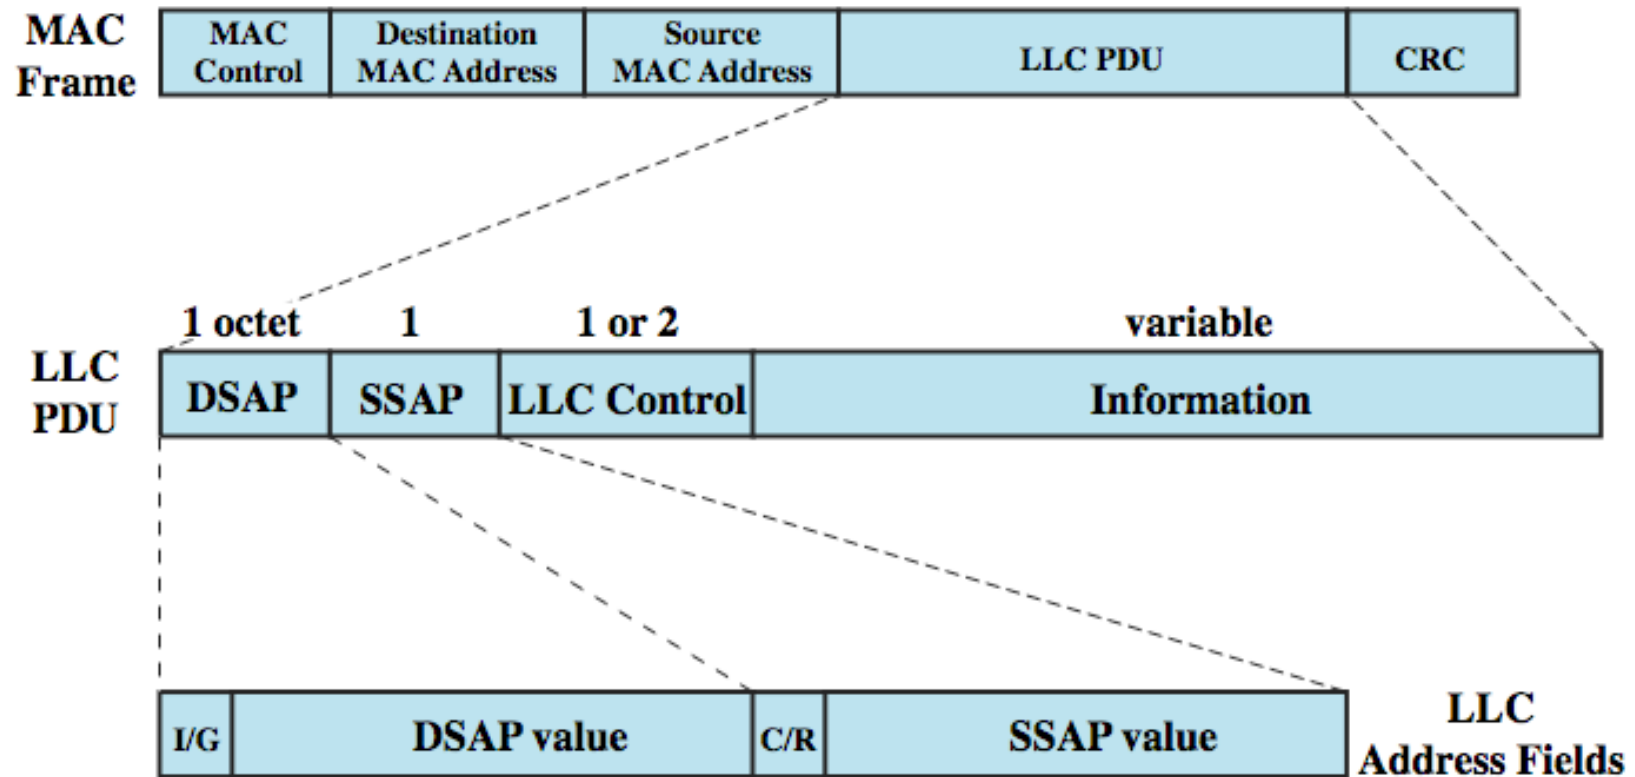 MAC Frame
MAC Control
Destination MAC Address
Source MAC Address
LLC PDU
CRC
1 octet
1
1 or 2
variable
LLC PDU
DSAP
SSAP
LLC Control
Information
I/G
DSAP value
C/R
SSAP value
LLC Address Fields